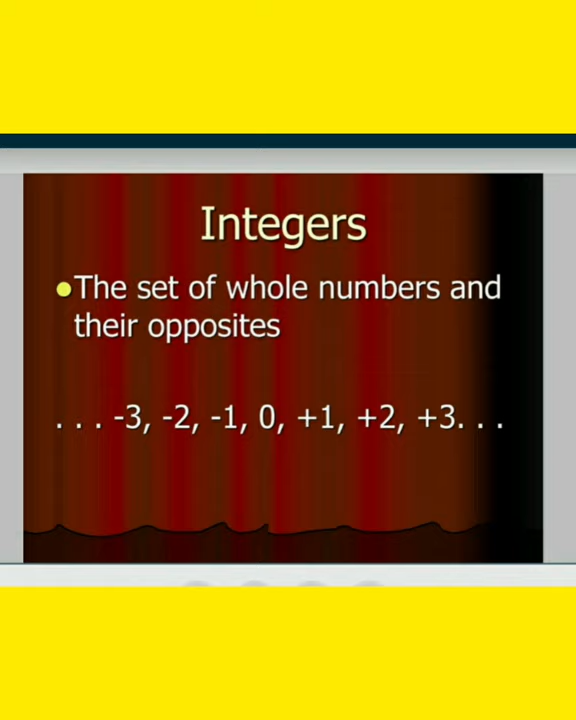 Integers
●The set of whole numbers and
their opposites
. . . -3, -2, -1, 0, +1, +2, +3. . .